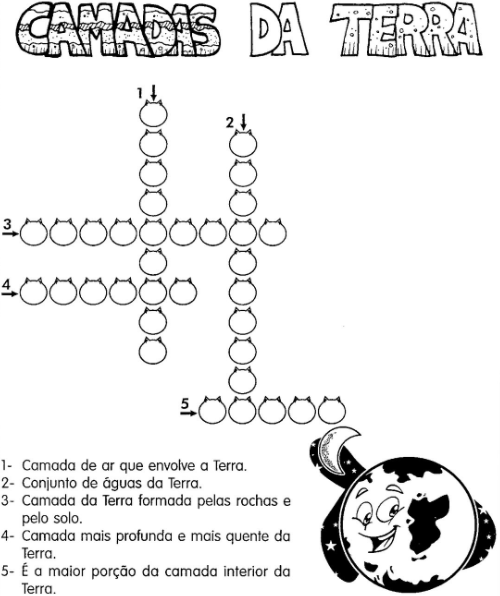 CAMADAS DA TERRA
1
2
3
4
5
1- Camada de ar que envolve a Terra.
2- Conjunto de águas da Terra.
3- Camada da Terra formada pelas rochas e
pelo solo.
4- Camada mais profunda e mais quente da
Terra.
5- É a maior porção da camada interior da
Terra.